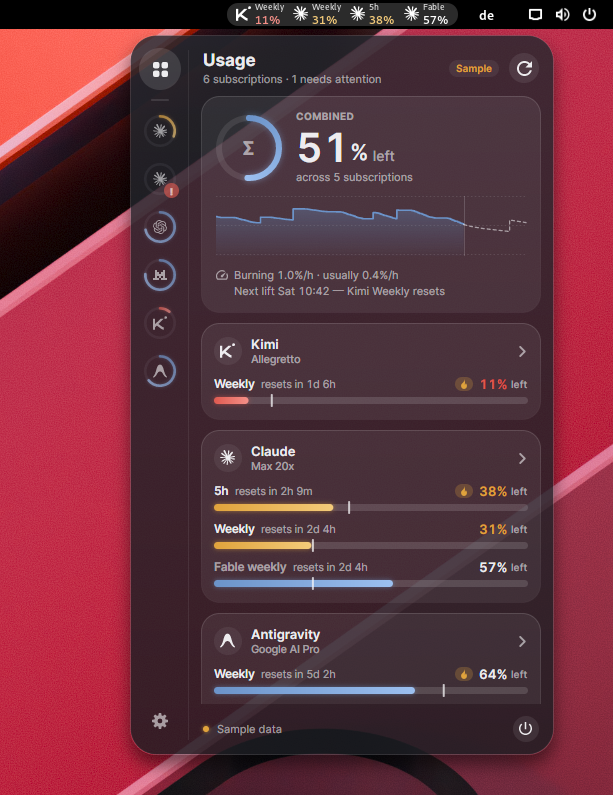 Weekly 11%
Weekly 31%
5h 38%
Fable 57%
de
Usage
6 subscriptions · 1 needs attention
Sample
Σ
COMBINED
51% left
across 5 subscriptions
Burning 1.0%/h · usually 0.4%/h
Next lift Sat 10:42 — Kimi Weekly resets
Kimi
Allegretto
Weekly resets in 1d 6h 11% left
Claude
Max 20x
5h resets in 2h 9m 38% left
Weekly resets in 2d 4h 31% left
Fable weekly resets in 2d 4h 57% left
Antigravity
Google AI Pro
Weekly resets in 5d 2h 64% left
Sample data